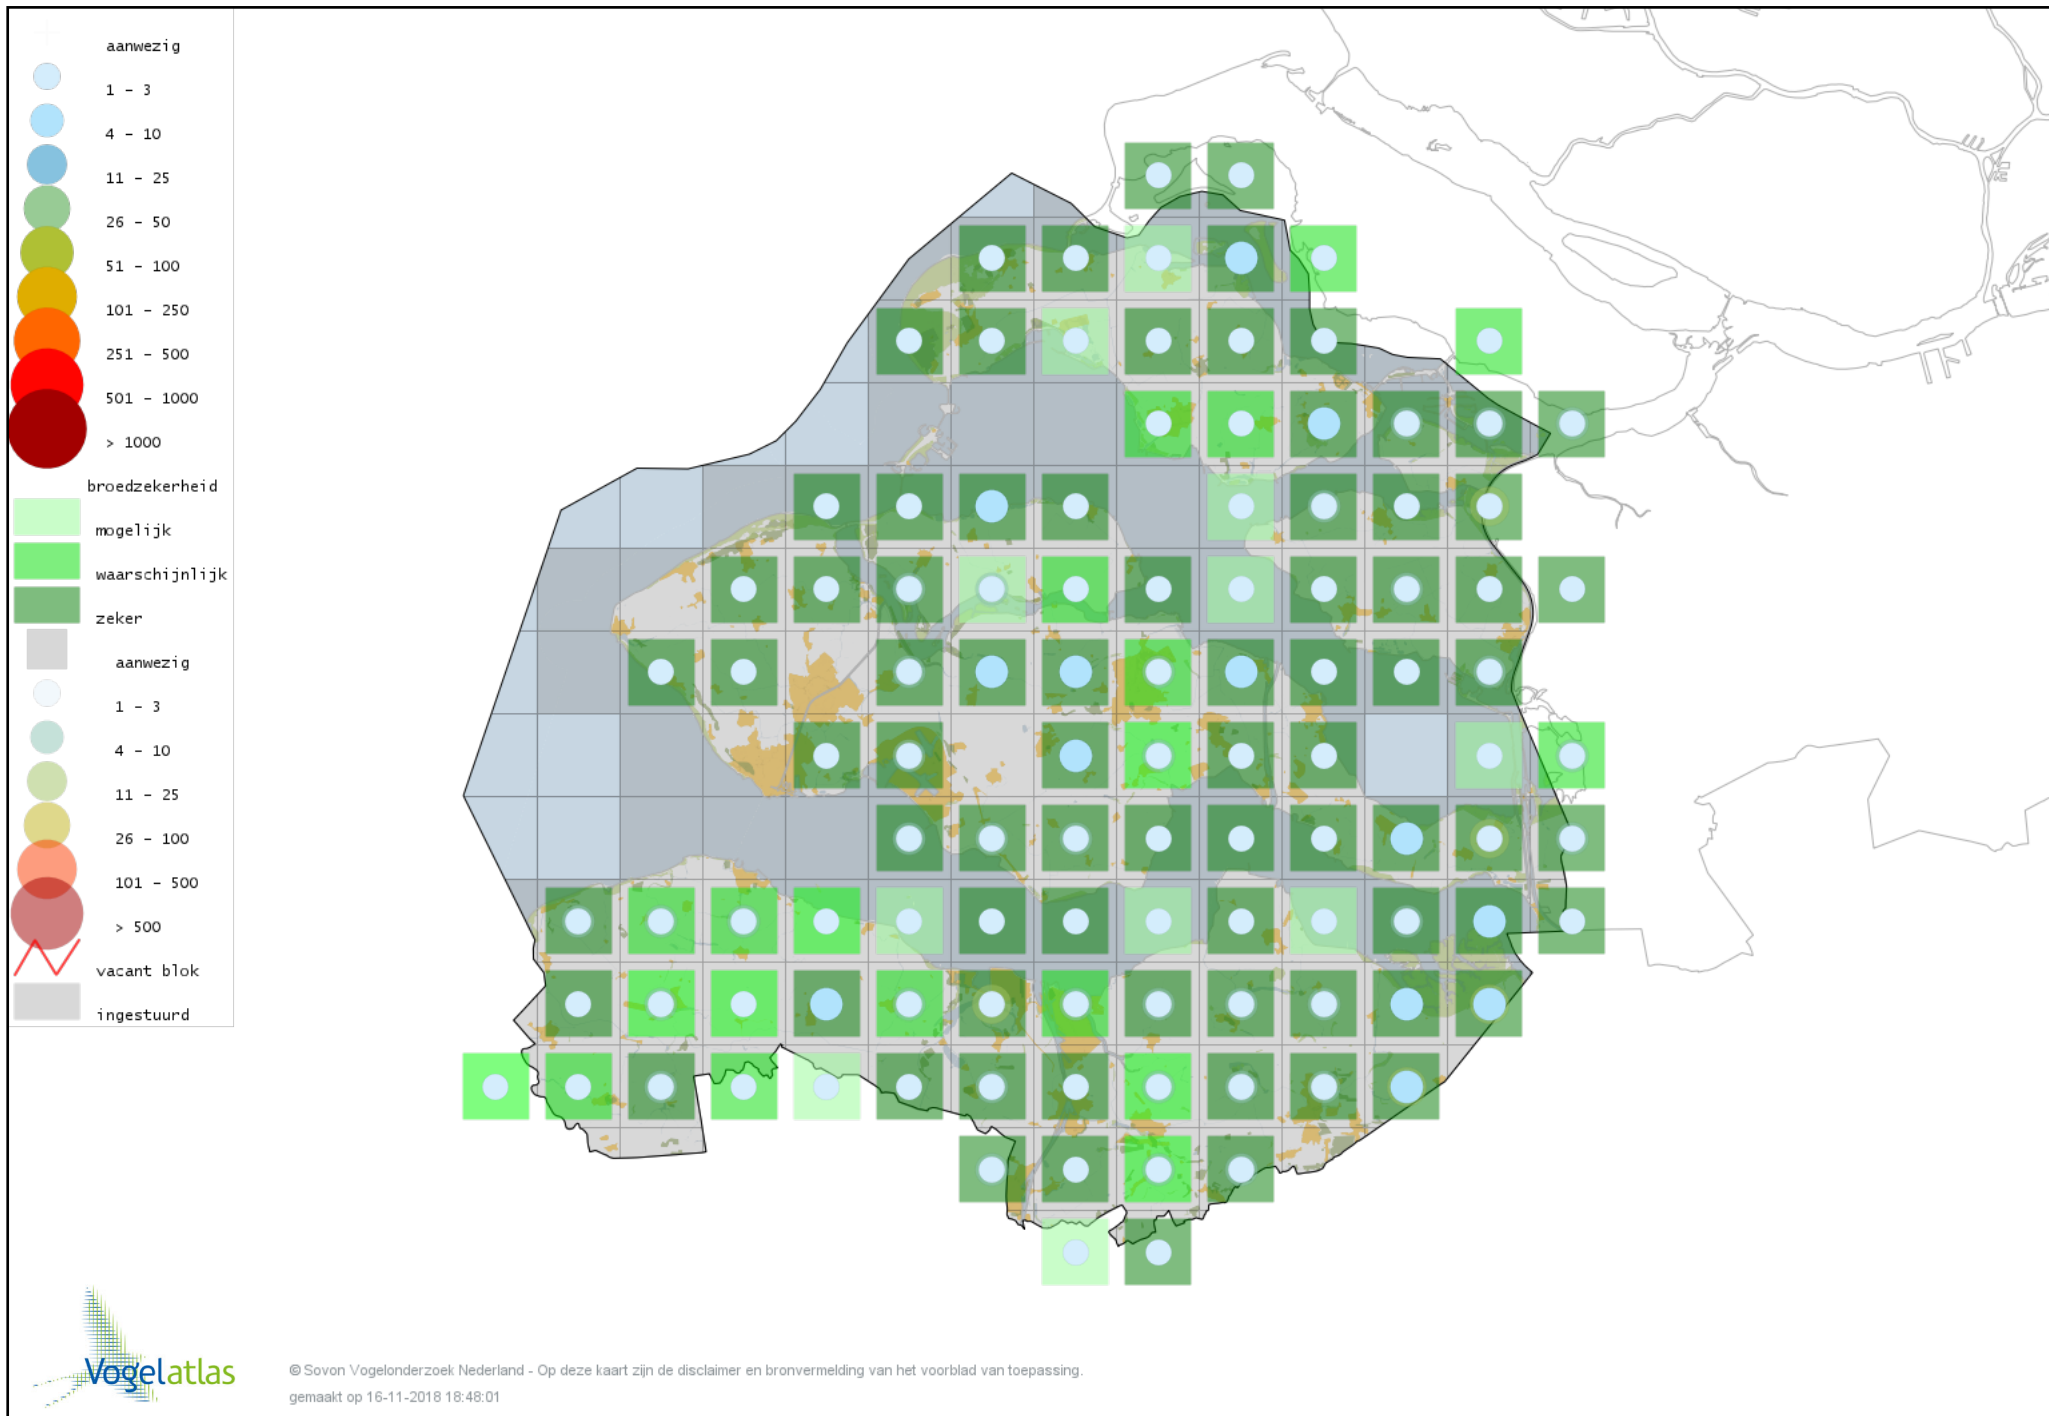 aanwezig
1 - 3
4 - 10
11 - 25
26 - 50
51 - 100
101 - 250
251 - 500
501 - 1000
> 1000
broedzekerheid
mogelijk
waarschijnlijk
zeker
aanwezig
1 - 3
4 - 10
11 - 25
26 - 100
101 - 500
> 500
vacant blok
ingestuurd
Vogelatlas
© Sovon Vogelonderzoek Nederland - Op deze kaart zijn de disclaimer en bronvermelding van het voorblad van toepassing.
gemaakt op 16-11-2018 18:48:01